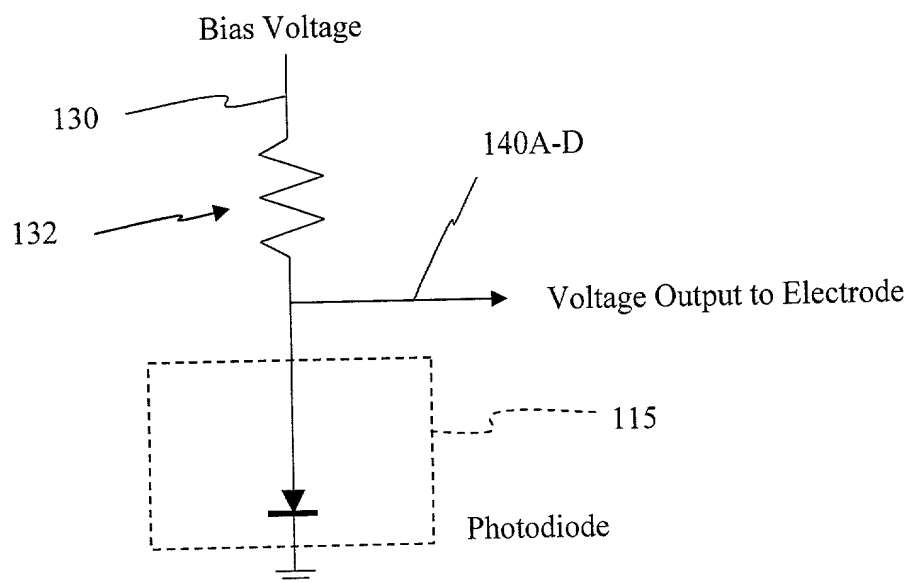 Bias Voltage
130
140A-D
132
Voltage Output to Electrode
115
Photodiode